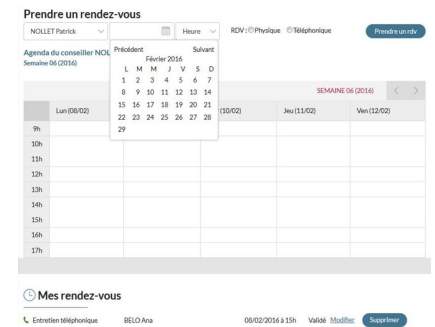 Prendre un rendez-vous
NOLLET Patrick Heure RDV : Physique Téléphonique Prendre un rdv
Agenda du conseiller NOL
Semaine 06 (2016)
Précédent Suivant
Février 2016
L M M J V S D
1 2 3 4 5 6 7
8 9 10 11 12 13 14
15 16 17 18 19 20 21
22 23 24 25 26 27 28
29
SEMAINE 06 (2016) < >
Lun (08/02) (10/02) Jeu (11/02) Ven (12/02)
9h
10h
11h
12h
13h
14h
15h
16h
17h
Mes rendez-vous
Entretien téléphonique BELO Ana 08/02/2016 à 15h Validé Modifier Supprimer